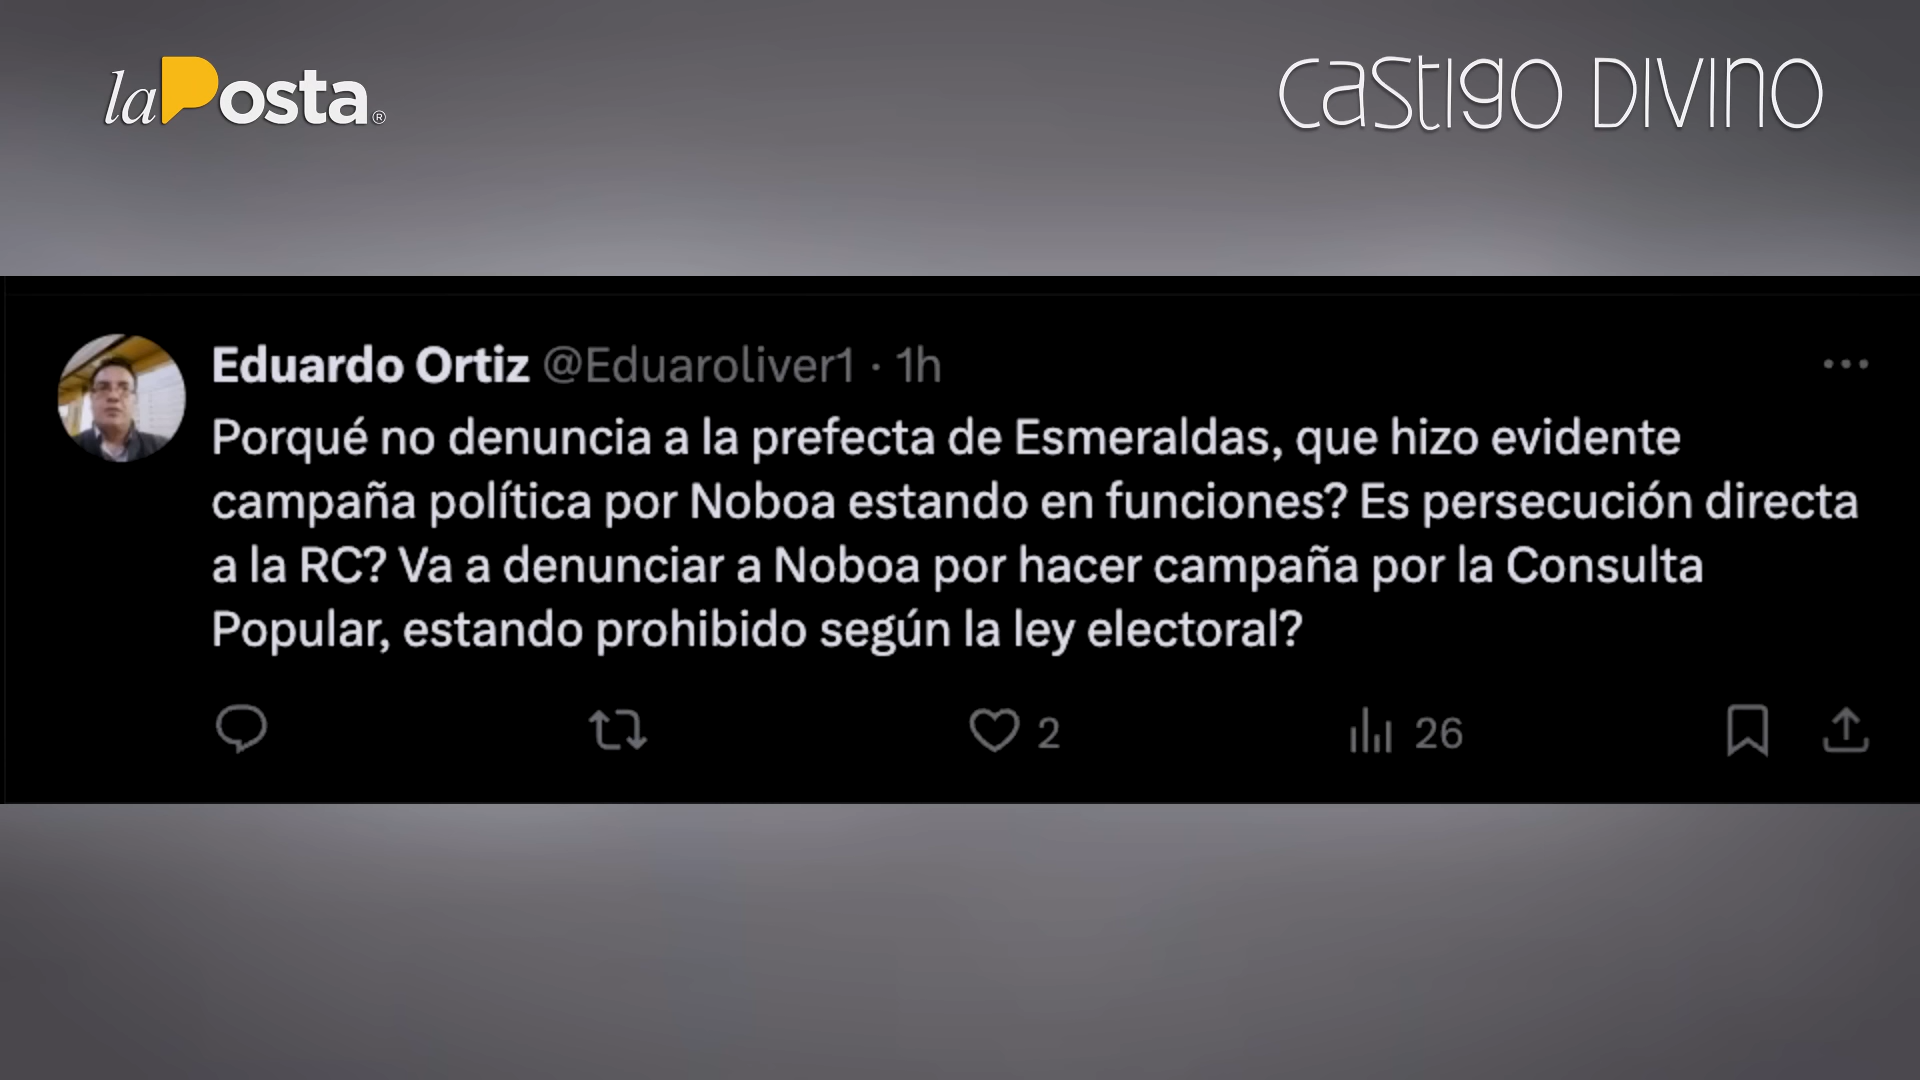 laPosta®
CASTIGO DIVINO
Eduardo Ortiz @Eduaroliver1 · 1h
Porqué no denuncia a la prefecta de Esmeraldas, que hizo evidente
campaña política por Noboa estando en funciones? Es persecución directa
a la RC? Va a denunciar a Noboa por hacer campaña por la Consulta
Popular, estando prohibido según la ley electoral?
2
26